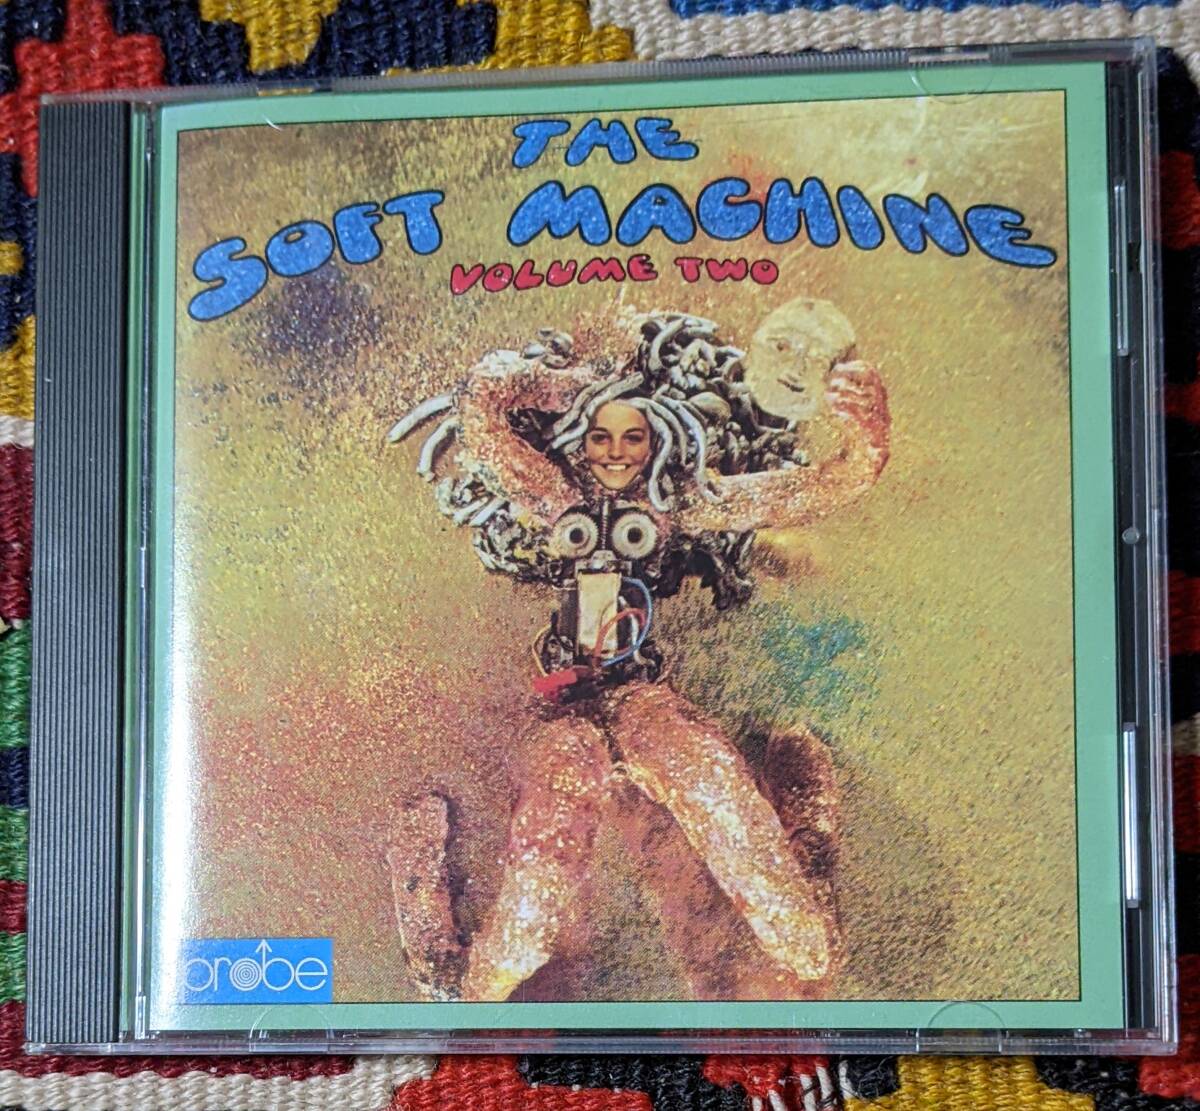 THE
SOFT MACHINE
VOLUME TWO
probe